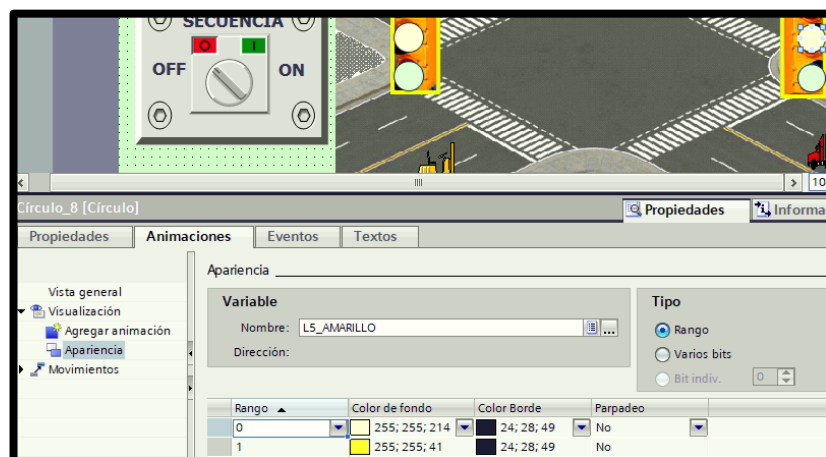 SECUENCIA
O I
OFF ON
10
Círculo_8 [Círculo]
Propiedades Informa
Propiedades Animaciones Eventos Textos
Apariencia
Vista general
Visualización
Agregar animación
Apariencia
Movimientos
Variable
Nombre: L5_AMARILLO
Dirección:
Tipo
Rango
Varios bits
Bit indiv. 0
Rango Color de fondo Color Borde Parpadeo
0 255; 255; 214 24; 28; 49 No
1 255; 255; 41 24; 28; 49 No